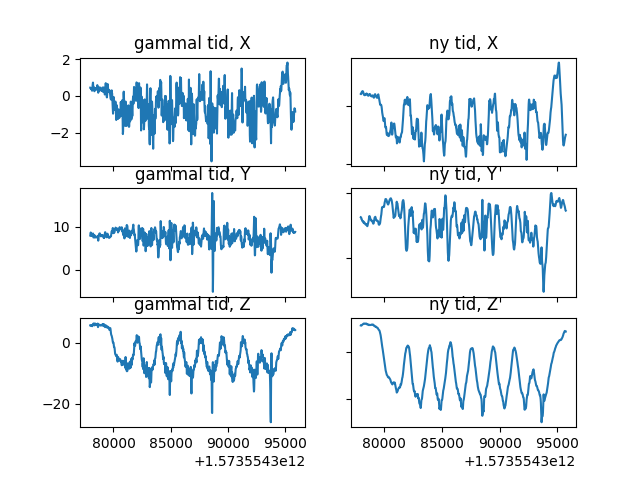 gammal tid, X
ny tid, X
2
0
−2
gammal tid, Y
ny tid, Y
10
0
gammal tid, Z
ny tid, Z
0
−20
80000 85000 90000 95000
+1.5735543e12
80000 85000 90000 95000
+1.5735543e12